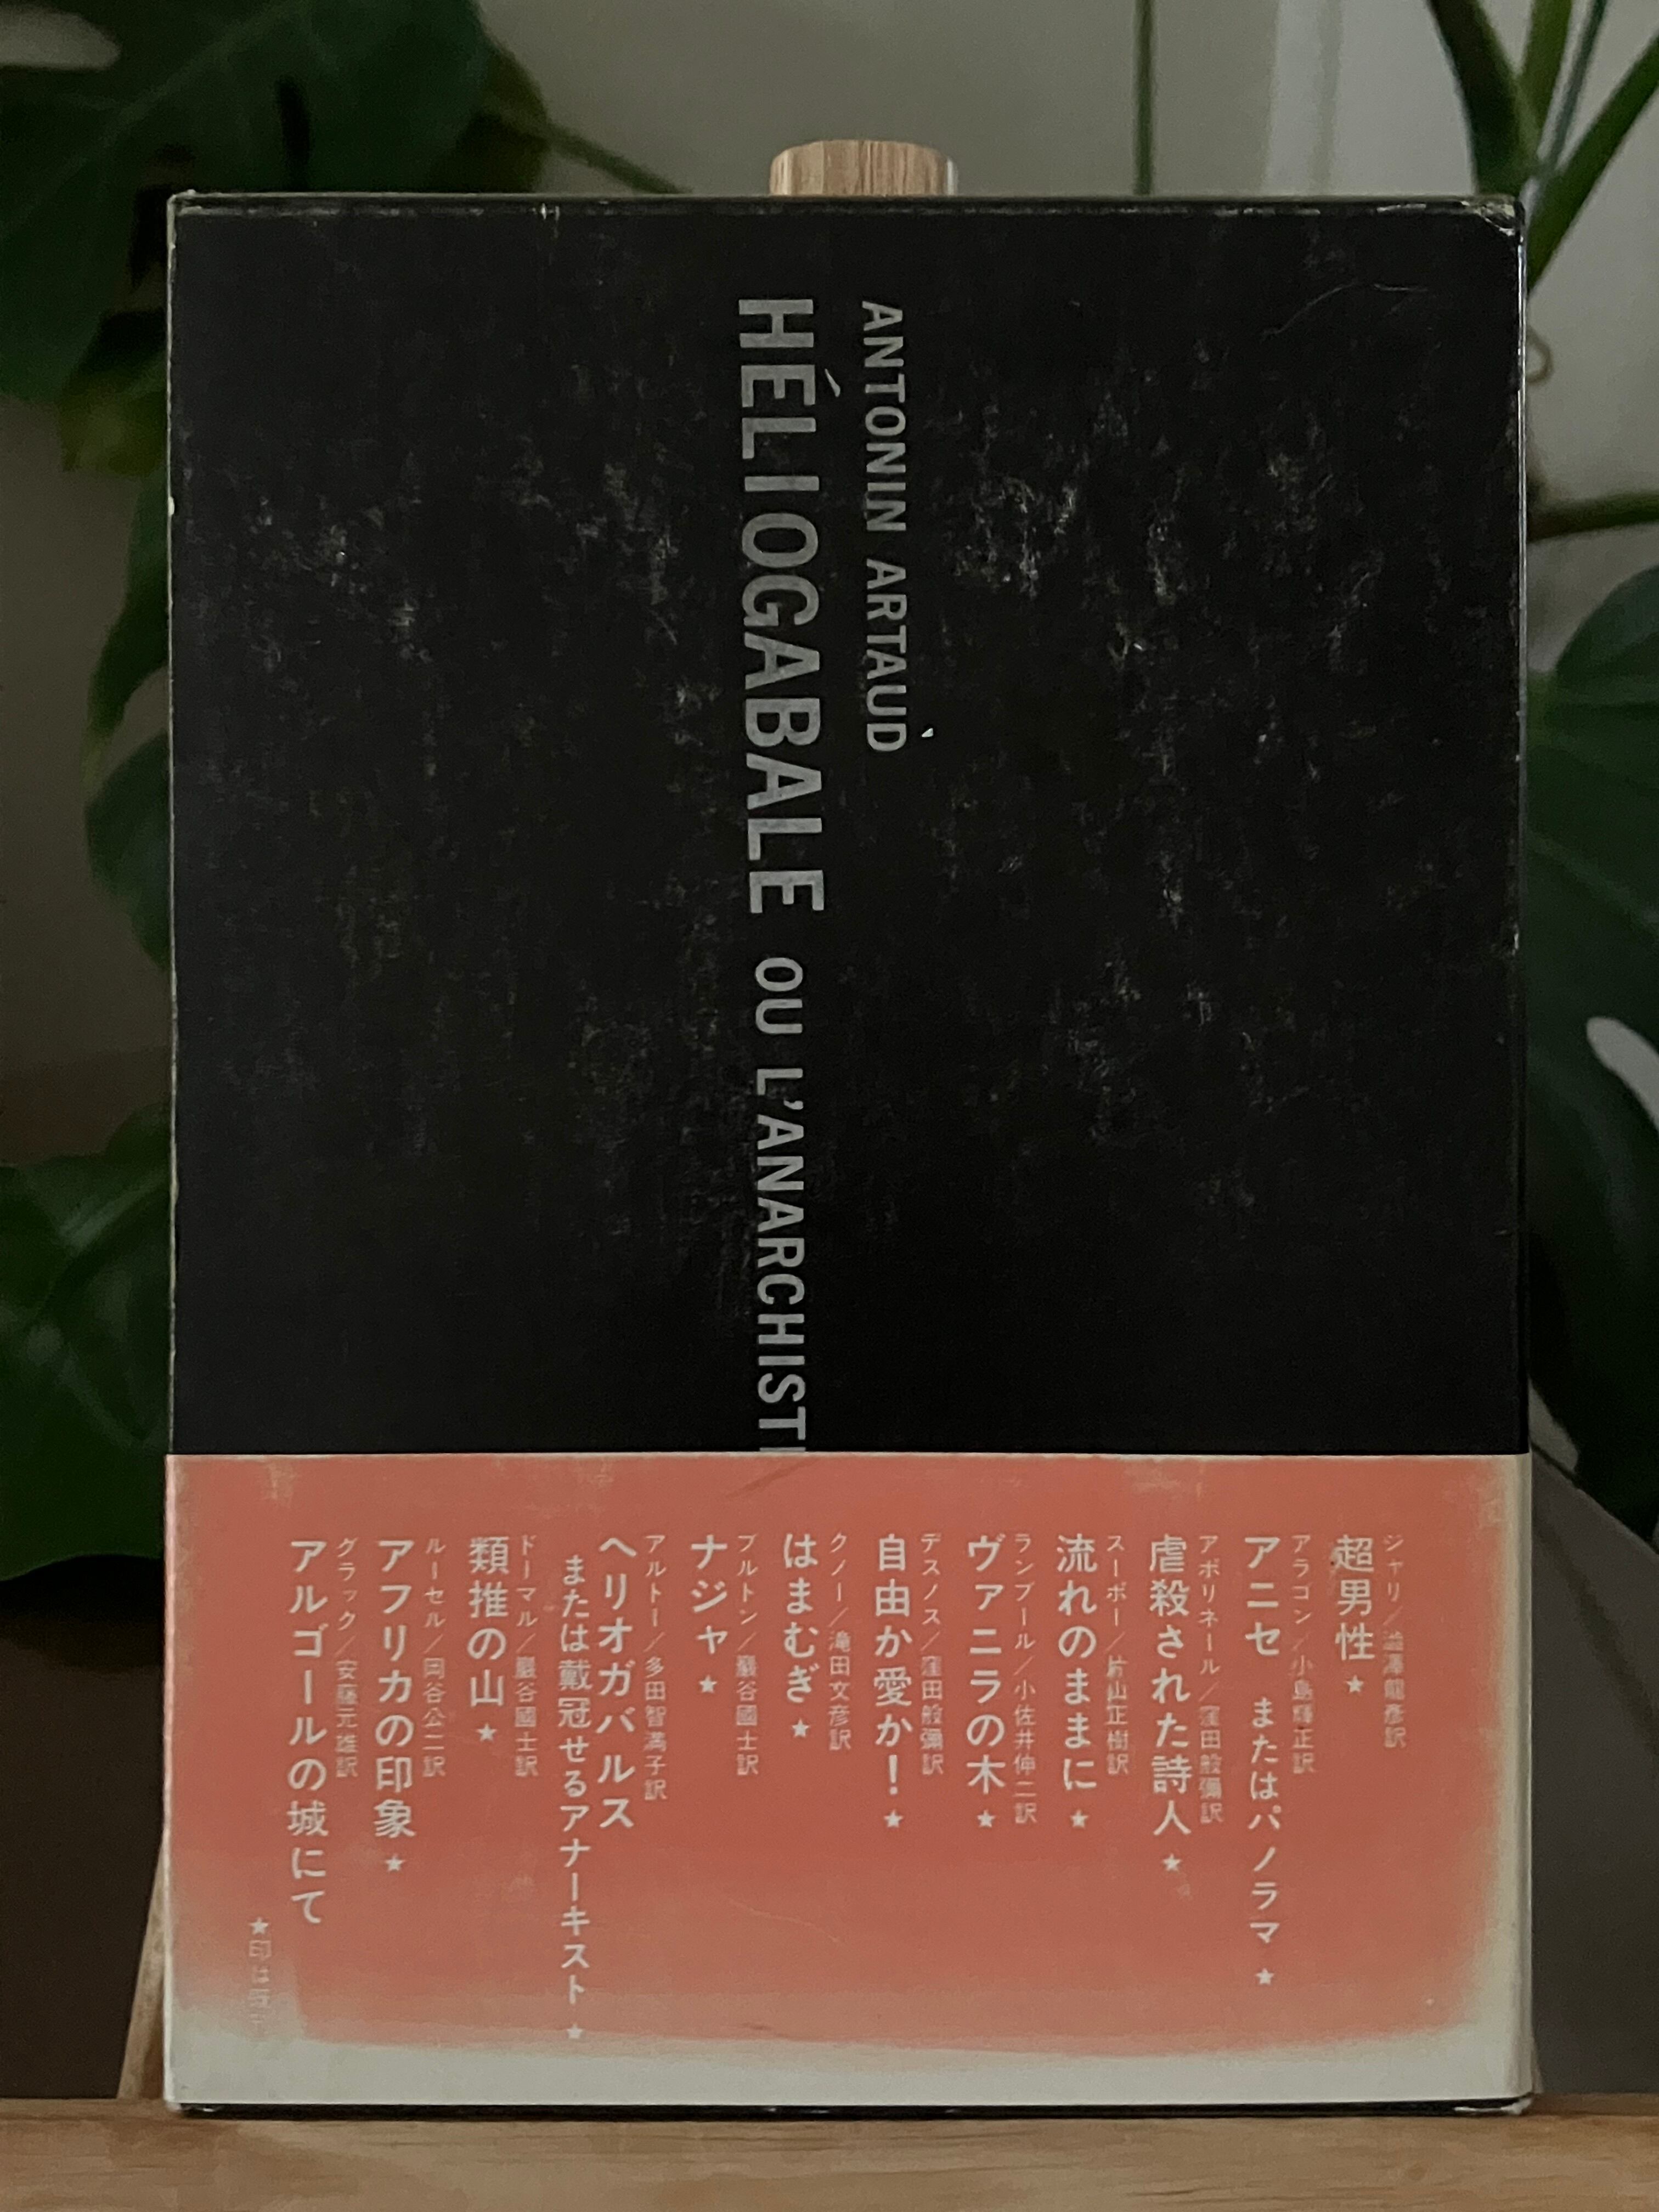 ANTONIN ARTAUD
HÉLIOGABALE OU L'ANARCHIST
ジャリ/澁澤龍彦訳
超男性★
アラゴン/小島輝正訳
アニセ またはパノラマ★
アポリネール/窪田般彌訳
虐殺された詩人★
スーポー/片山正樹訳
流れのままに★
ランブール/小佐井伸二訳
ヴァニラの木★
デスノス/窪田般彌訳
自由か愛か!★
クノー/滝田文彦訳
はまむぎ★
ブルトン/巖谷國士訳
ナジャ★
アルトー/多田智満子訳
ヘリオガバルス
または戴冠せるアナーキスト★
ドーマル/巖谷國士訳
類推の山★
ルーセル/岡谷公二訳
アフリカの印象★
グラック/安藤元雄訳
アルゴールの城にて
★印は